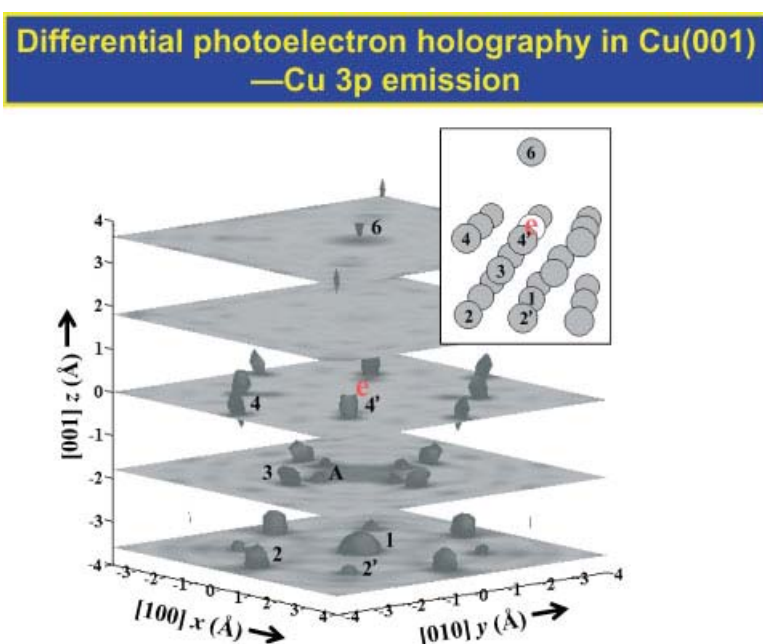 Differential photoelectron holography in Cu(001)
—Cu 3p emission
6
e
4 4'
3
1
2 2'
4
3
2
1
0
-1
-2
-3
-4
[001] z (Å)
6
e
4 4'
3 A
1
2
2'
-3 -2 -1 0 1 2 3 4
[100] x (Å)
-4 -3 -2 -1 0 1 2 3 4
[010] y (Å)